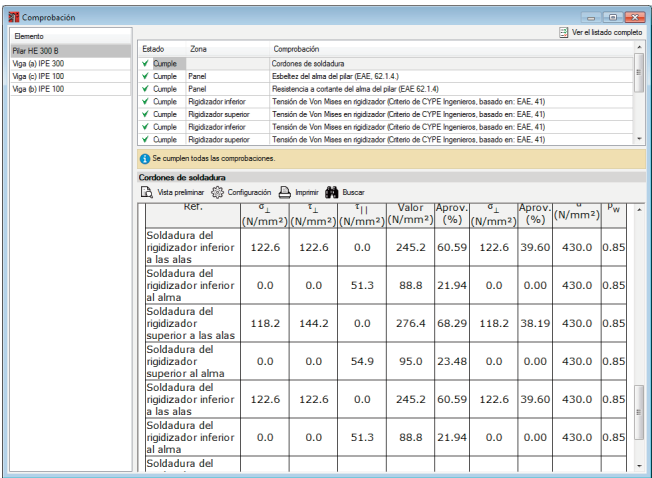 Comprobación
Ver el listado completo
Elemento
Pilar HE 300 B
Viga (a) IPE 300
Viga (c) IPE 100
Viga (b) IPE 100
Estado Zona Comprobación
Cumple Cordones de soldadura
Cumple Panel Esbeltez del alma del pilar (EAE, 62.1.4.)
Cumple Panel Resistencia a cortante del alma del pilar (EAE 62.1.4)
Cumple Rigidizador inferior Tensión de Von Mises en rigidizador (Criterio de CYPE Ingenieros, basado en: EAE, 41)
Cumple Rigidizador superior Tensión de Von Mises en rigidizador (Criterio de CYPE Ingenieros, basado en: EAE, 41)
Cumple Rigidizador inferior Tensión de Von Mises en rigidizador (Criterio de CYPE Ingenieros, basado en: EAE, 41)
Cumple Rigidizador superior Tensión de Von Mises en rigidizador (Criterio de CYPE Ingenieros, basado en: EAE, 41)
Se cumplen todas las comprobaciones.
Cordones de soldadura
Vista preliminar Configuración Imprimir Buscar
Ref. σ⊥ τ⊥ τ|| Valor Aprov. σ⊥ Aprov. βw
(N/mm²) (N/mm²) (N/mm²) (N/mm²) (%) (N/mm²) (%) (N/mm²)
Soldadura del
rigidizador inferior 122.6 122.6 0.0 245.2 60.59 122.6 39.60 430.0 0.85
a las alas
Soldadura del
rigidizador inferior 0.0 0.0 51.3 88.8 21.94 0.0 0.00 430.0 0.85
al alma
Soldadura del
rigidizador 118.2 144.2 0.0 276.4 68.29 118.2 38.19 430.0 0.85
superior a las alas
Soldadura del
rigidizador 0.0 0.0 54.9 95.0 23.48 0.0 0.00 430.0 0.85
superior al alma
Soldadura del
rigidizador inferior 122.6 122.6 0.0 245.2 60.59 122.6 39.60 430.0 0.85
a las alas
Soldadura del
rigidizador inferior 0.0 0.0 51.3 88.8 21.94 0.0 0.00 430.0 0.85
al alma
Soldadura del